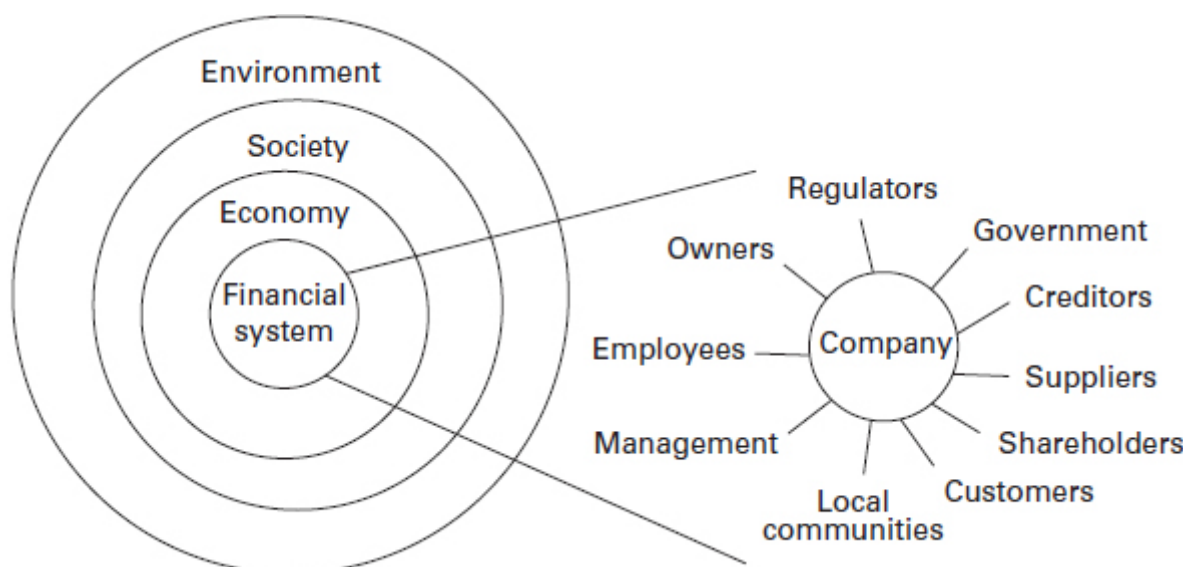 Environment
Society
Economy
Financial
system
Regulators
Owners
Government
Creditors
Employees
Company
Suppliers
Management
Shareholders
Customers
Local
communities